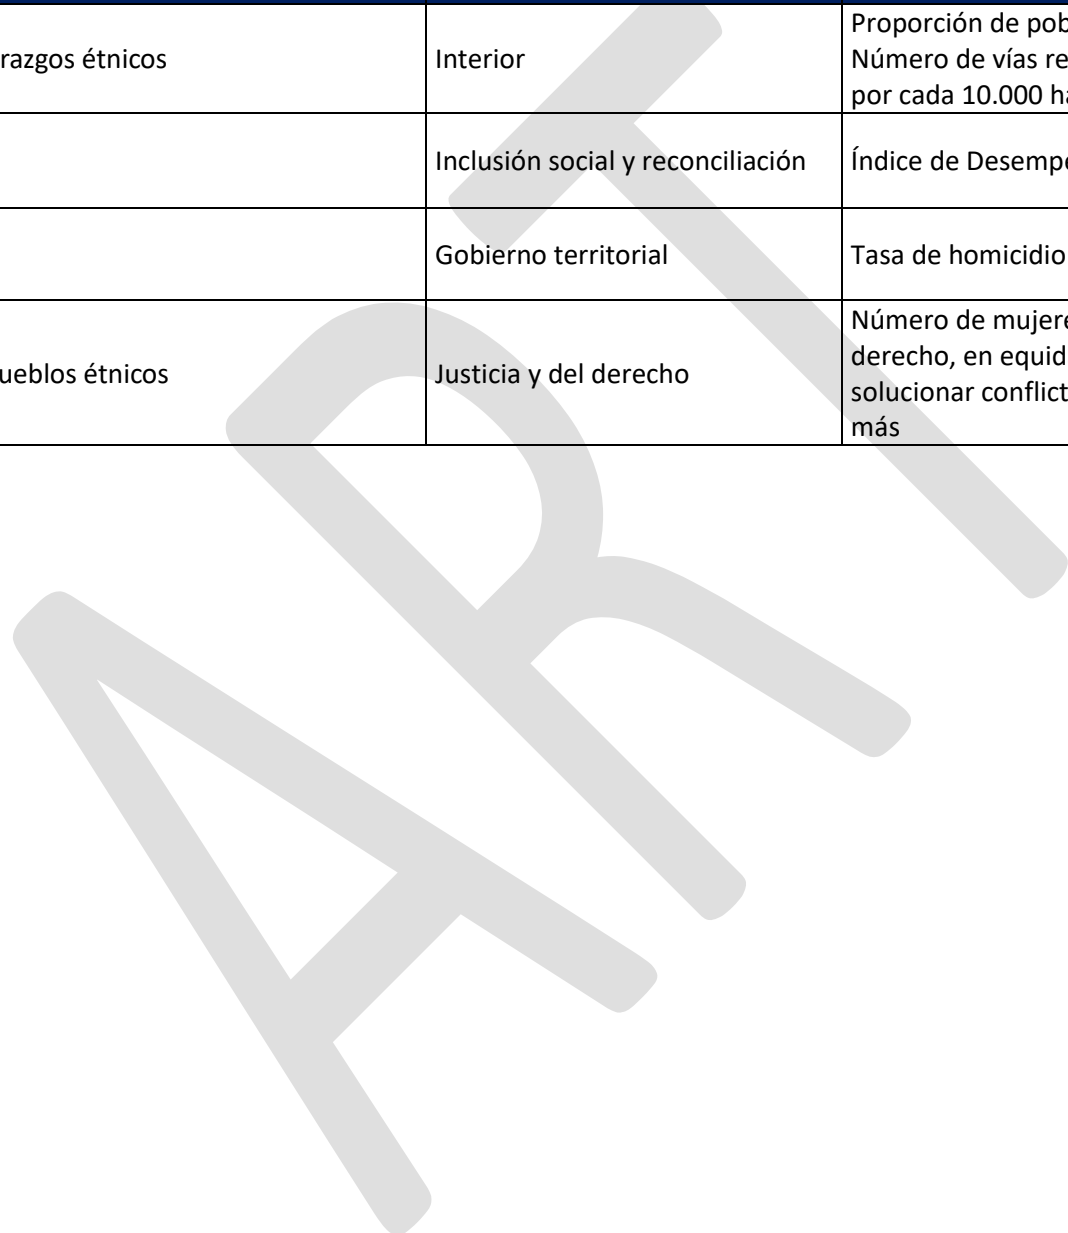 razgos étnicos
Interior
Proporción de pob
Número de vías re
por cada 10.000 ha
Inclusión social y reconciliación
Índice de Desempe
Gobierno territorial
Tasa de homicidio
ueblos étnicos
Justicia y del derecho
Número de mujere
derecho, en equid
solucionar conflict
más
ART